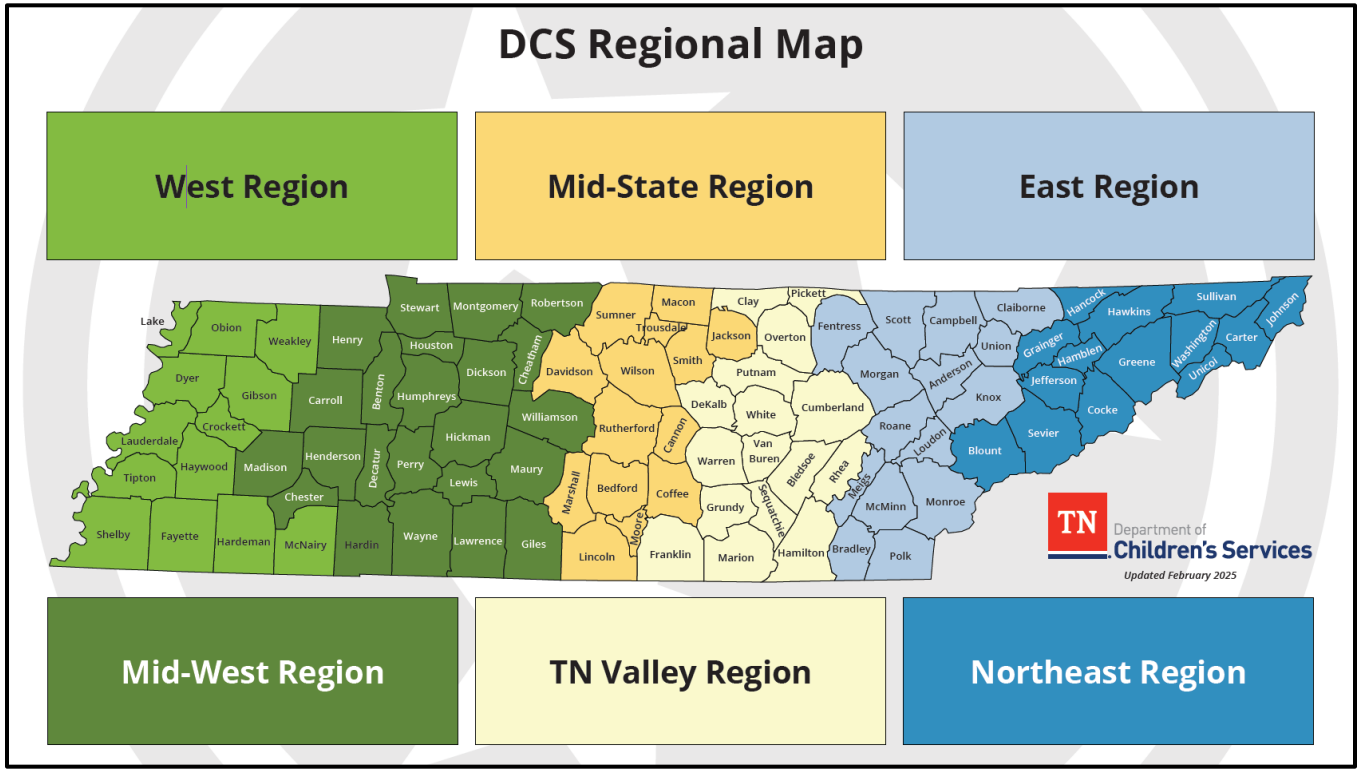 DCS Regional Map
West Region
Mid-State Region
East Region
Lake
Obion
Weakley
Henry
Stewart
Montgomery
Robertson
Sumner
Macon
Trousdale
Clay
Pickett
Fentress
Scott
Campbell
Claiborne
Hancock
Hawkins
Sullivan
Johnson
Dyer
Gibson
Carroll
Benton
Houston
Humphreys
Dickson
Cheatham
Davidson
Wilson
Smith
Jackson
Overton
Putnam
Morgan
Anderson
Union
Grainger
Hamblen
Greene
Washington
Unicoi
Carter
Lauderdale
Crockett
Haywood
Madison
Henderson
Decatur
Perry
Hickman
Williamson
Rutherford
Cannon
DeKalb
White
Cumberland
Roane
Loudon
Knox
Jefferson
Sevier
Cocke
Blount
Tipton
Chester
Lewis
Maury
Marshall
Bedford
Coffee
Warren
Van
Buren
Bledsoe
Rhea
Meigs
McMinn
Monroe
Shelby
Fayette
Hardeman
McNairy
Hardin
Wayne
Lawrence
Giles
Lincoln
Moore
Franklin
Grundy
Sequatchie
Marion
Hamilton
Bradley
Polk
TN
Department of
Children's Services
Updated February 2025
Mid-West Region
TN Valley Region
Northeast Region